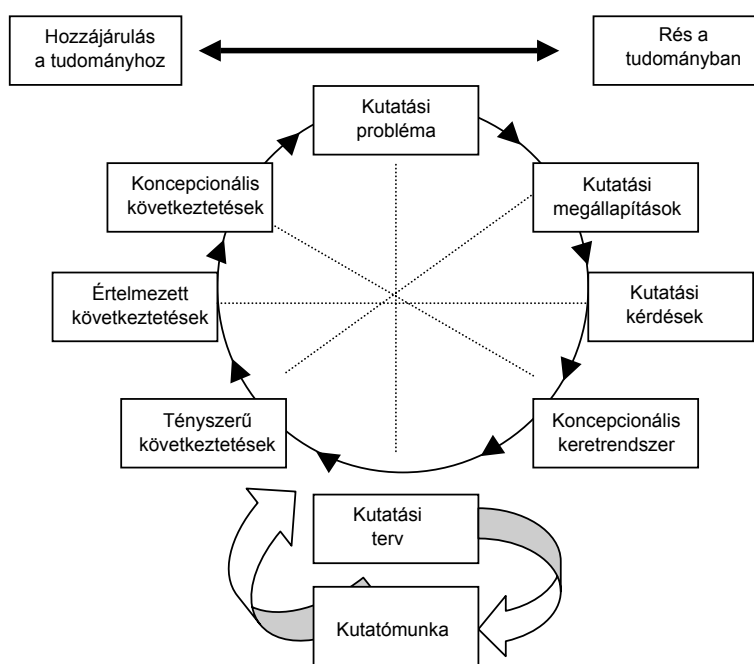 Hozzájárulás
a tudományhoz
Rés a
tudományban
Kutatási
probléma
Koncepcionális
következtetések
Kutatási
megállapítások
Értelmezett
következtetések
Kutatási
kérdések
Tényszerű
következtetések
Koncepcionális
keretrendszer
Kutatási
terv
Kutatómunka